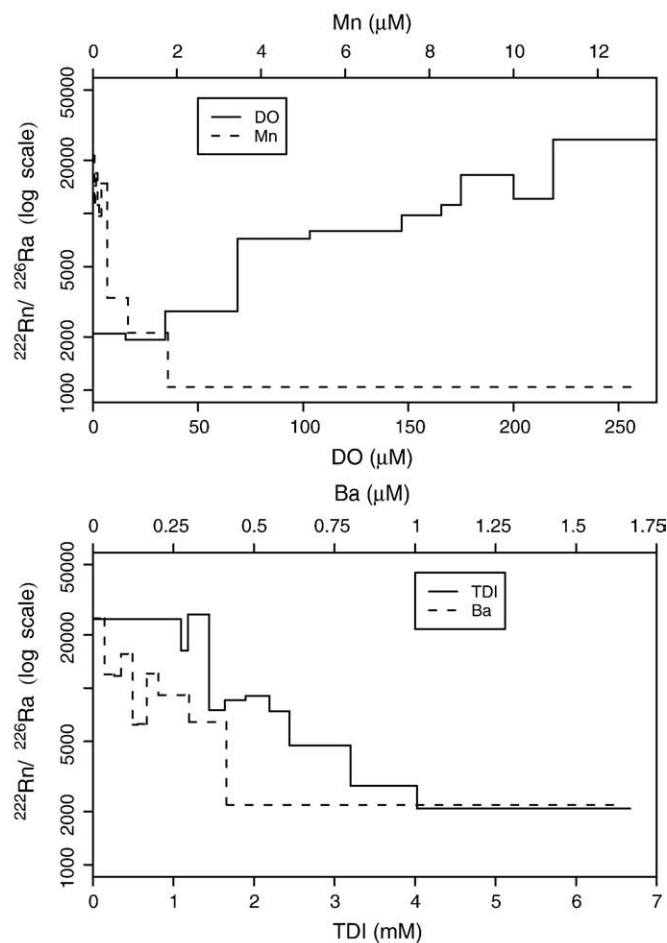 Mn (μM)
0 2 4 6 8 10 12
50000
20000
5000
2000
1000
²²²Rn/ ²²⁶Ra (log scale)
DO
Mn
0 50 100 150 200 250
DO (μM)
Ba (μM)
0 0.25 0.5 0.75 1 1.25 1.5 1.75
50000
20000
5000
2000
1000
²²²Rn/ ²²⁶Ra (log scale)
TDI
Ba
0 1 2 3 4 5 6 7
TDI (mM)